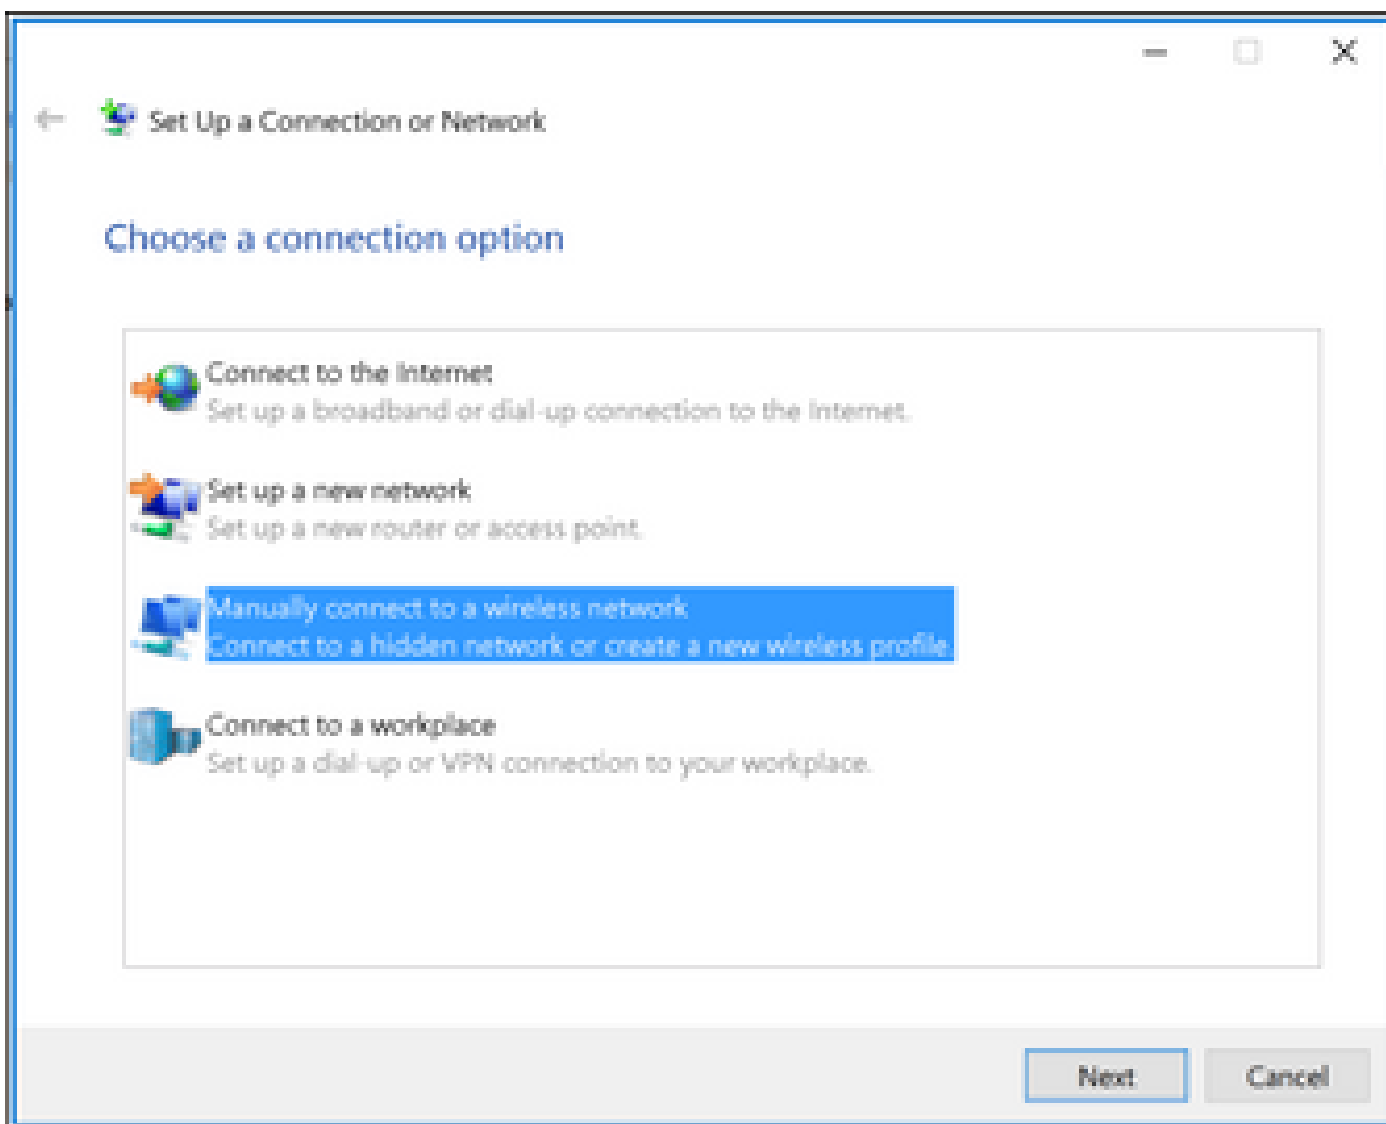 Set Up a Connection or Network
Choose a connection option
Connect to the Internet
Set up a broadband or dial-up connection to the Internet.
Set up a new network
Set up a new router or access point.
Manually connect to a wireless network
Connect to a hidden network or create a new wireless profile.
Connect to a workplace
Set up a dial-up or VPN connection to your workplace.
Next Cancel